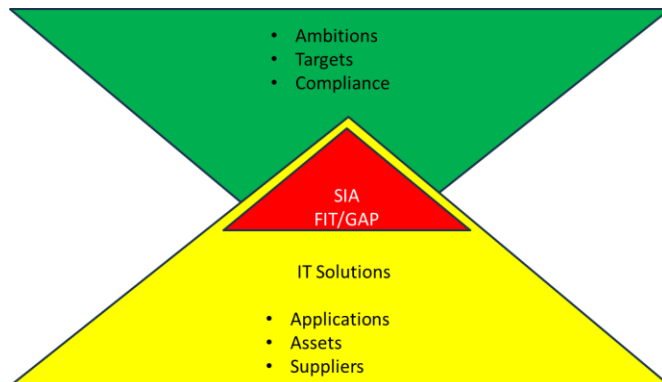 • Ambitions
• Targets
• Compliance
SIA
FIT/GAP
IT Solutions
• Applications
• Assets
• Suppliers